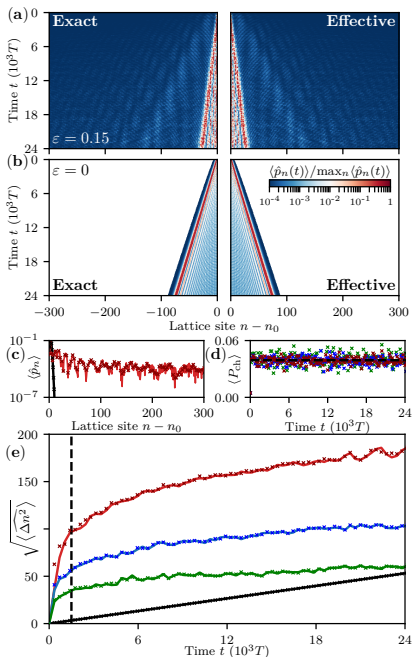 (a)
Exact
Effective
0
6
12
18
24
Time t (10³T)
ε = 0.15
(b)
ε = 0
⟨p̂ₙ(t)⟩/maxₙ⟨p̂ₙ(t)⟩
10⁻⁴ 10⁻³ 10⁻² 10⁻¹ 1
0
6
12
18
24
Time t (10³T)
Exact
Effective
−300 −200 −100 0 0 100 200 300
Lattice site n − n₀
(c)
10⁻¹
10⁻⁷
⟨p̂ₙ⟩
0 100 200 300
Lattice site n − n₀
(d)
0.06
0.00
⟨P_ch⟩
0 6 12 18 24
Time t (10³T)
(e)
200
150
100
50
0
√⟨Δn²⟩
0 6 12 18 24
Time t (10³T)